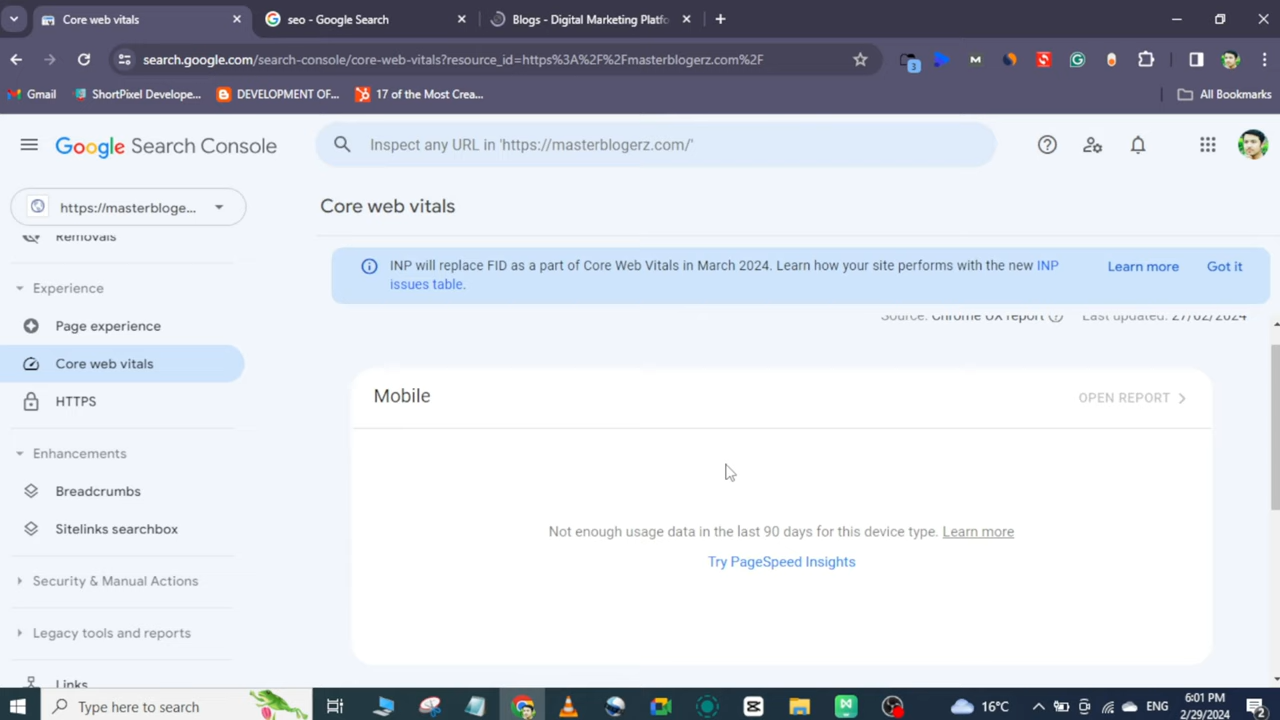 Core web vitals
seo - Google Search
Blogs - Digital Marketing Platfo
search.google.com/search-console/core-web-vitals?resource_id=https%3A%2F%2Fmasterblogerz.com%2F
3
Gmail
ShortPixel Develope...
DEVELOPMENT OF...
17 of the Most Crea...
All Bookmarks
Google Search Console
Inspect any URL in 'https://masterblogerz.com/'
https://masterbloge...
Core web vitals
Removals
INP will replace FID as a part of Core Web Vitals in March 2024. Learn how your site performs with the new INP
issues table.
Learn more
Got it
Experience
Source: Chrome UX report
Last updated: 27/02/2024
Page experience
Core web vitals
HTTPS
Mobile
OPEN REPORT
Enhancements
Breadcrumbs
Sitelinks searchbox
Not enough usage data in the last 90 days for this device type. Learn more
Try PageSpeed Insights
Security & Manual Actions
Legacy tools and reports
Links
Type here to search
16°C
ENG
6:01 PM
2/29/2024
2